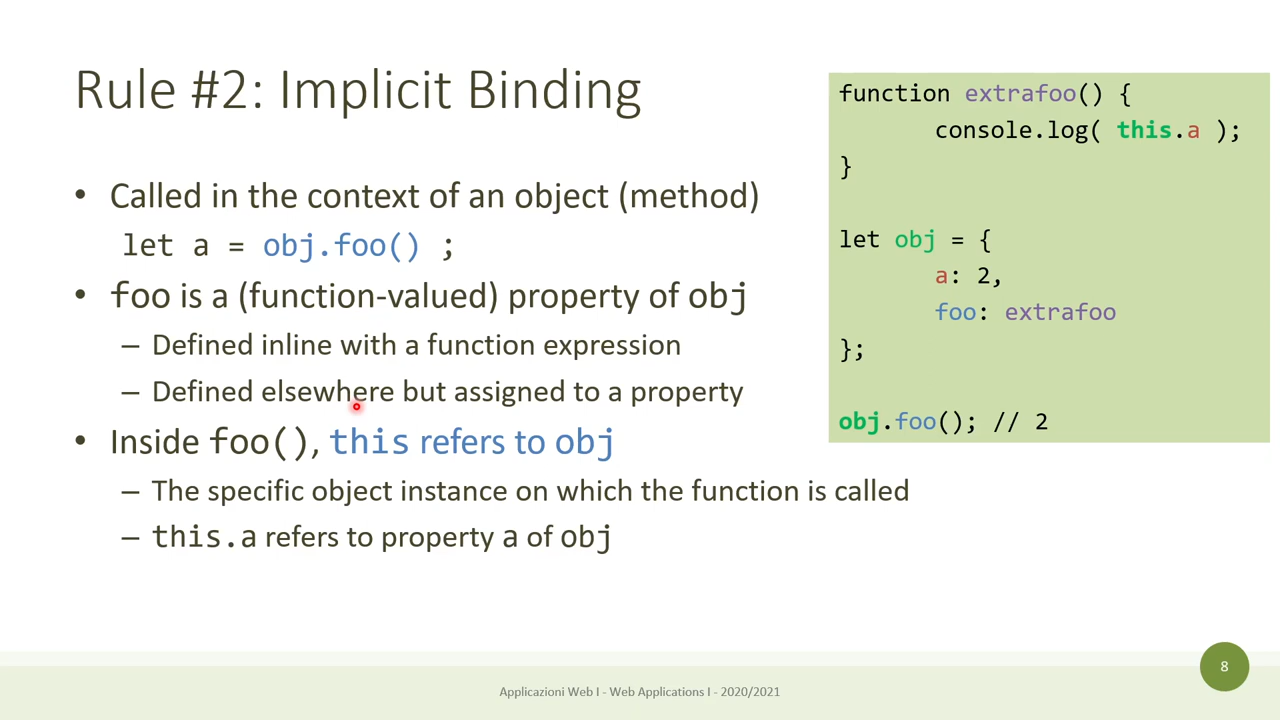 Rule #2: Implicit Binding
• Called in the context of an object (method)
let a = obj.foo() ;
• foo is a (function-valued) property of obj
– Defined inline with a function expression
– Defined elsewhere but assigned to a property
• Inside foo(), this refers to obj
– The specific object instance on which the function is called
– this.a refers to property a of obj
function extrafoo() {
console.log( this.a );
}
let obj = {
a: 2,
foo: extrafoo
};
obj.foo(); // 2
Applicazioni Web I - Web Applications I - 2020/2021
8